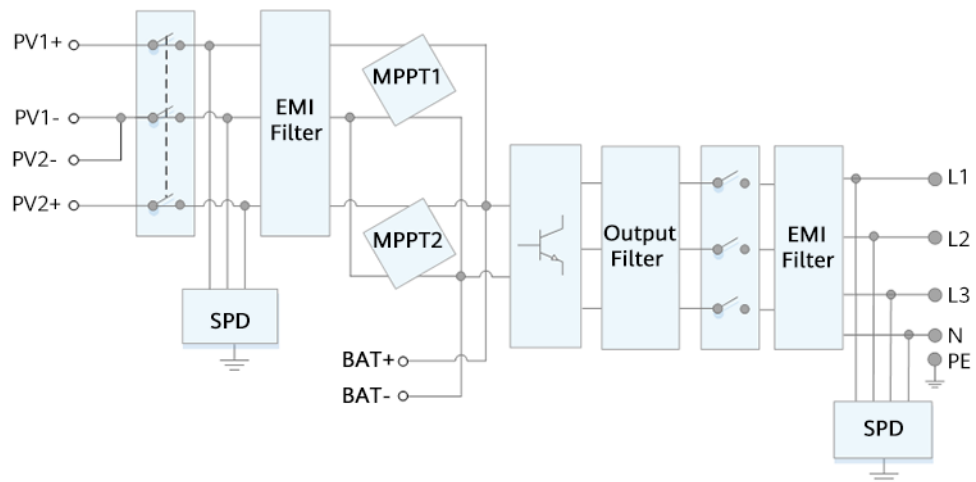 PV1+
PV1-
PV2-
PV2+
EMI
Filter
MPPT1
MPPT2
SPD
BAT+
BAT-
Output
Filter
EMI
Filter
L1
L2
L3
N
PE
SPD